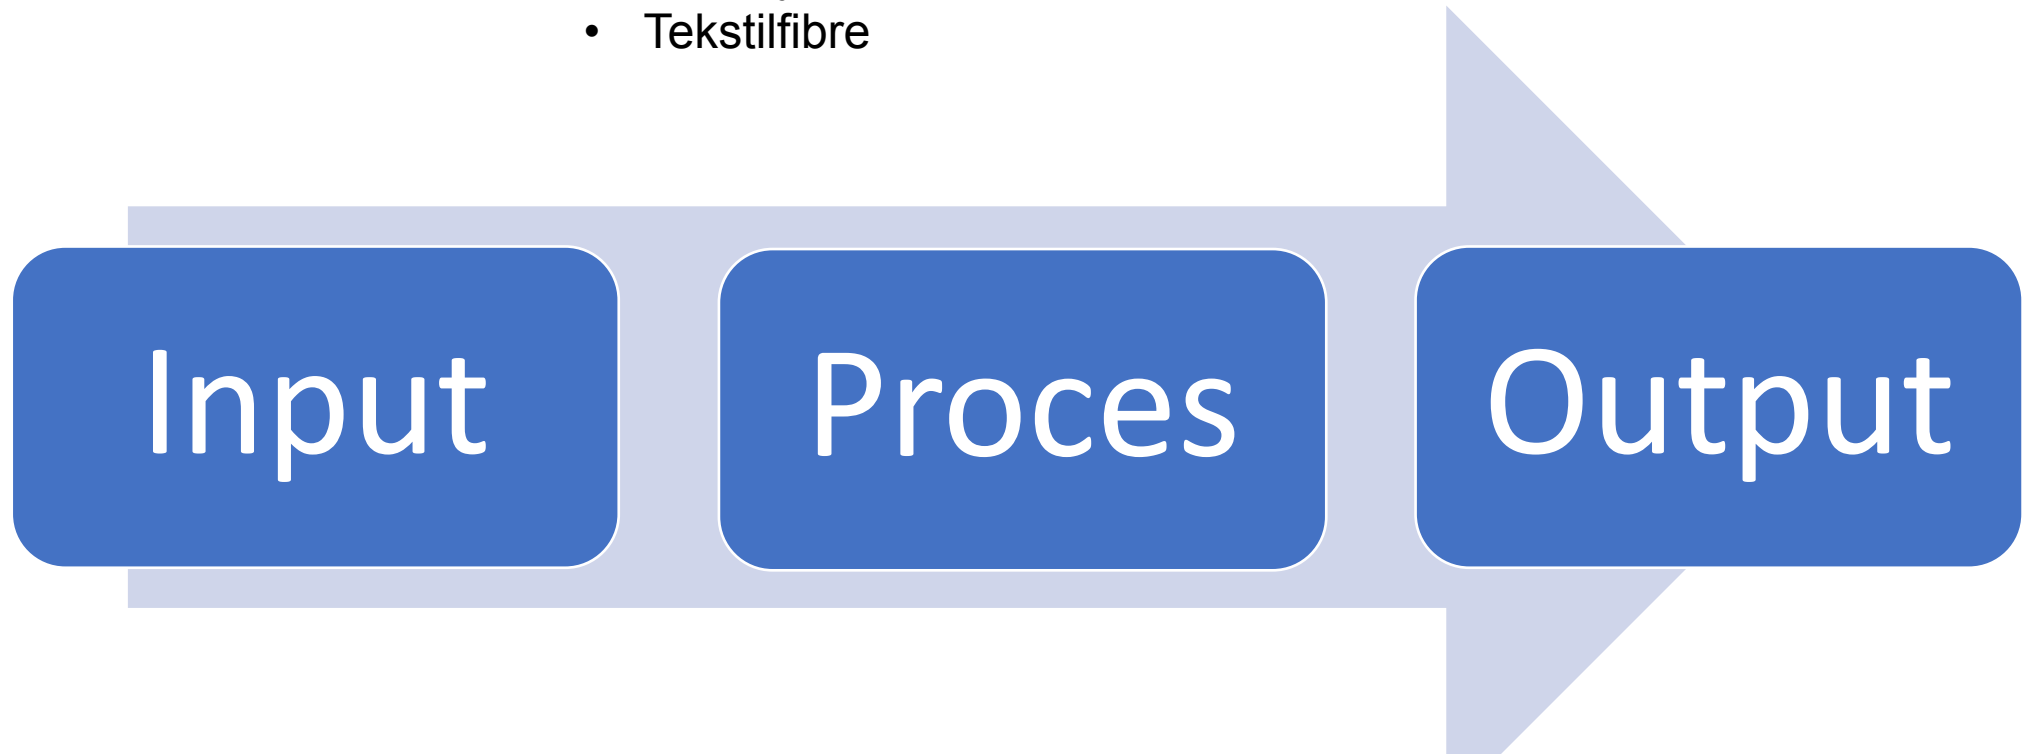 • Tekstilfibre
Input
Proces
Output